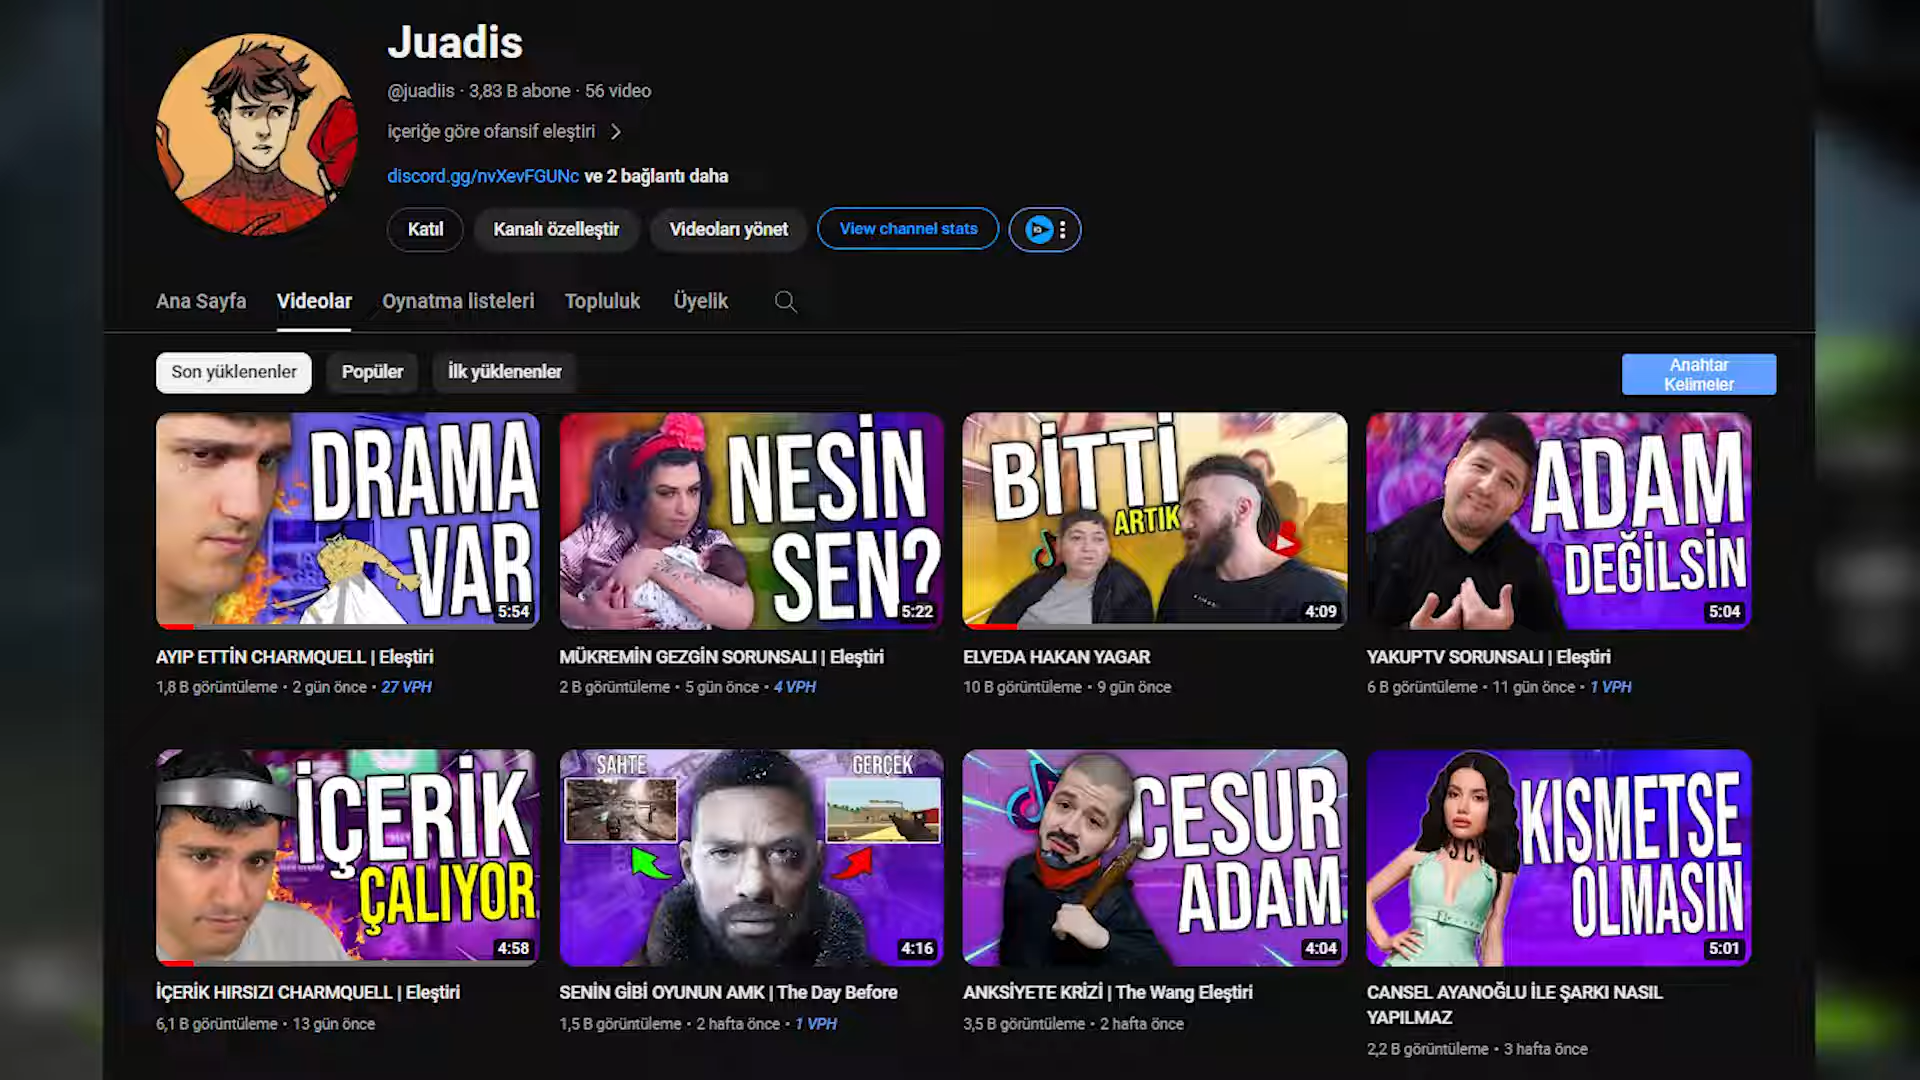 Juadis
@juadiis · 3,83 B abone · 56 video
içeriğe göre ofansif eleştiri
discord.gg/nvXevFGUNc ve 2 bağlantı daha
Katıl
Kanalı özelleştir
Videoları yönet
View channel stats
Ana Sayfa
Videolar
Oynatma listeleri
Topluluk
Üyelik
Son yüklenenler
Popüler
İlk yüklenenler
Anahtar
Kelimeler
DRAMA
VAR
5:54
NESİN
SEN?
5:22
BİTTİ
ARTIK
4:09
ADAM
DEĞİLSİN
5:04
AYIP ETTİN CHARMQUELL | Eleştiri
1,8 B görüntüleme • 2 gün önce • 27 VPH
MÜKREMİN GEZGİN SORUNSALI | Eleştiri
2 B görüntüleme • 5 gün önce • 4 VPH
ELVEDA HAKAN YAGAR
10 B görüntüleme • 9 gün önce
YAKUPTV SORUNSALI | Eleştiri
6 B görüntüleme • 11 gün önce • 1 VPH
İÇERİK
ÇALIYOR
4:58
SAHTE
GERÇEK
4:16
CESUR
ADAM
4:04
KISMETSE
OLMASIN
5:01
İÇERİK HIRSIZI CHARMQUELL | Eleştiri
6,1 B görüntüleme • 13 gün önce
SENİN GİBİ OYUNUN AMK | The Day Before
1,5 B görüntüleme • 2 hafta önce • 1 VPH
ANKSİYETE KRİZİ | The Wang Eleştiri
3,5 B görüntüleme • 2 hafta önce
CANSEL AYANOĞLU İLE ŞARKI NASIL
YAPILMAZ
2,2 B görüntüleme • 3 hafta önce